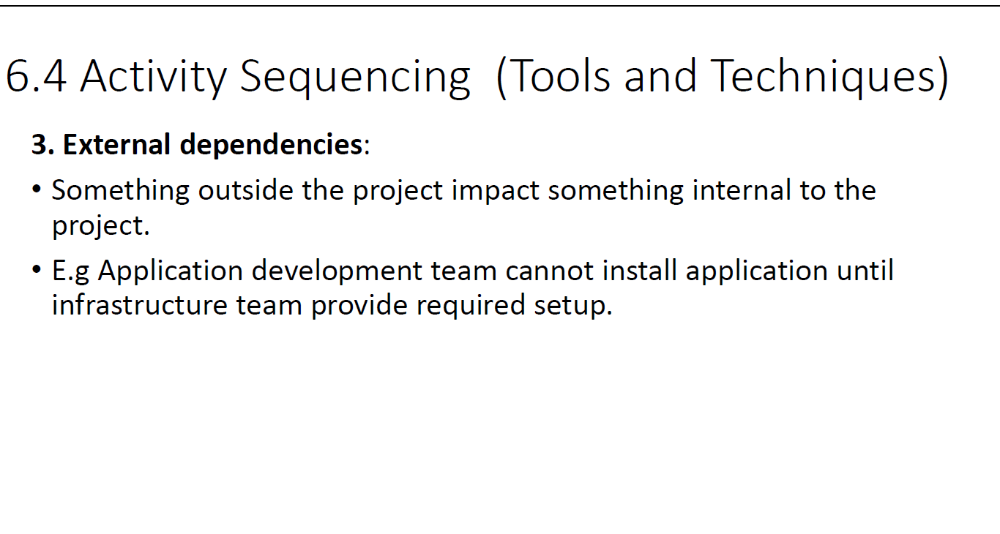 6.4 Activity Sequencing  (Tools and Techniques)
3. External dependencies:
• Something outside the project impact something internal to the
project.
• E.g Application development team cannot install application until
infrastructure team provide required setup.